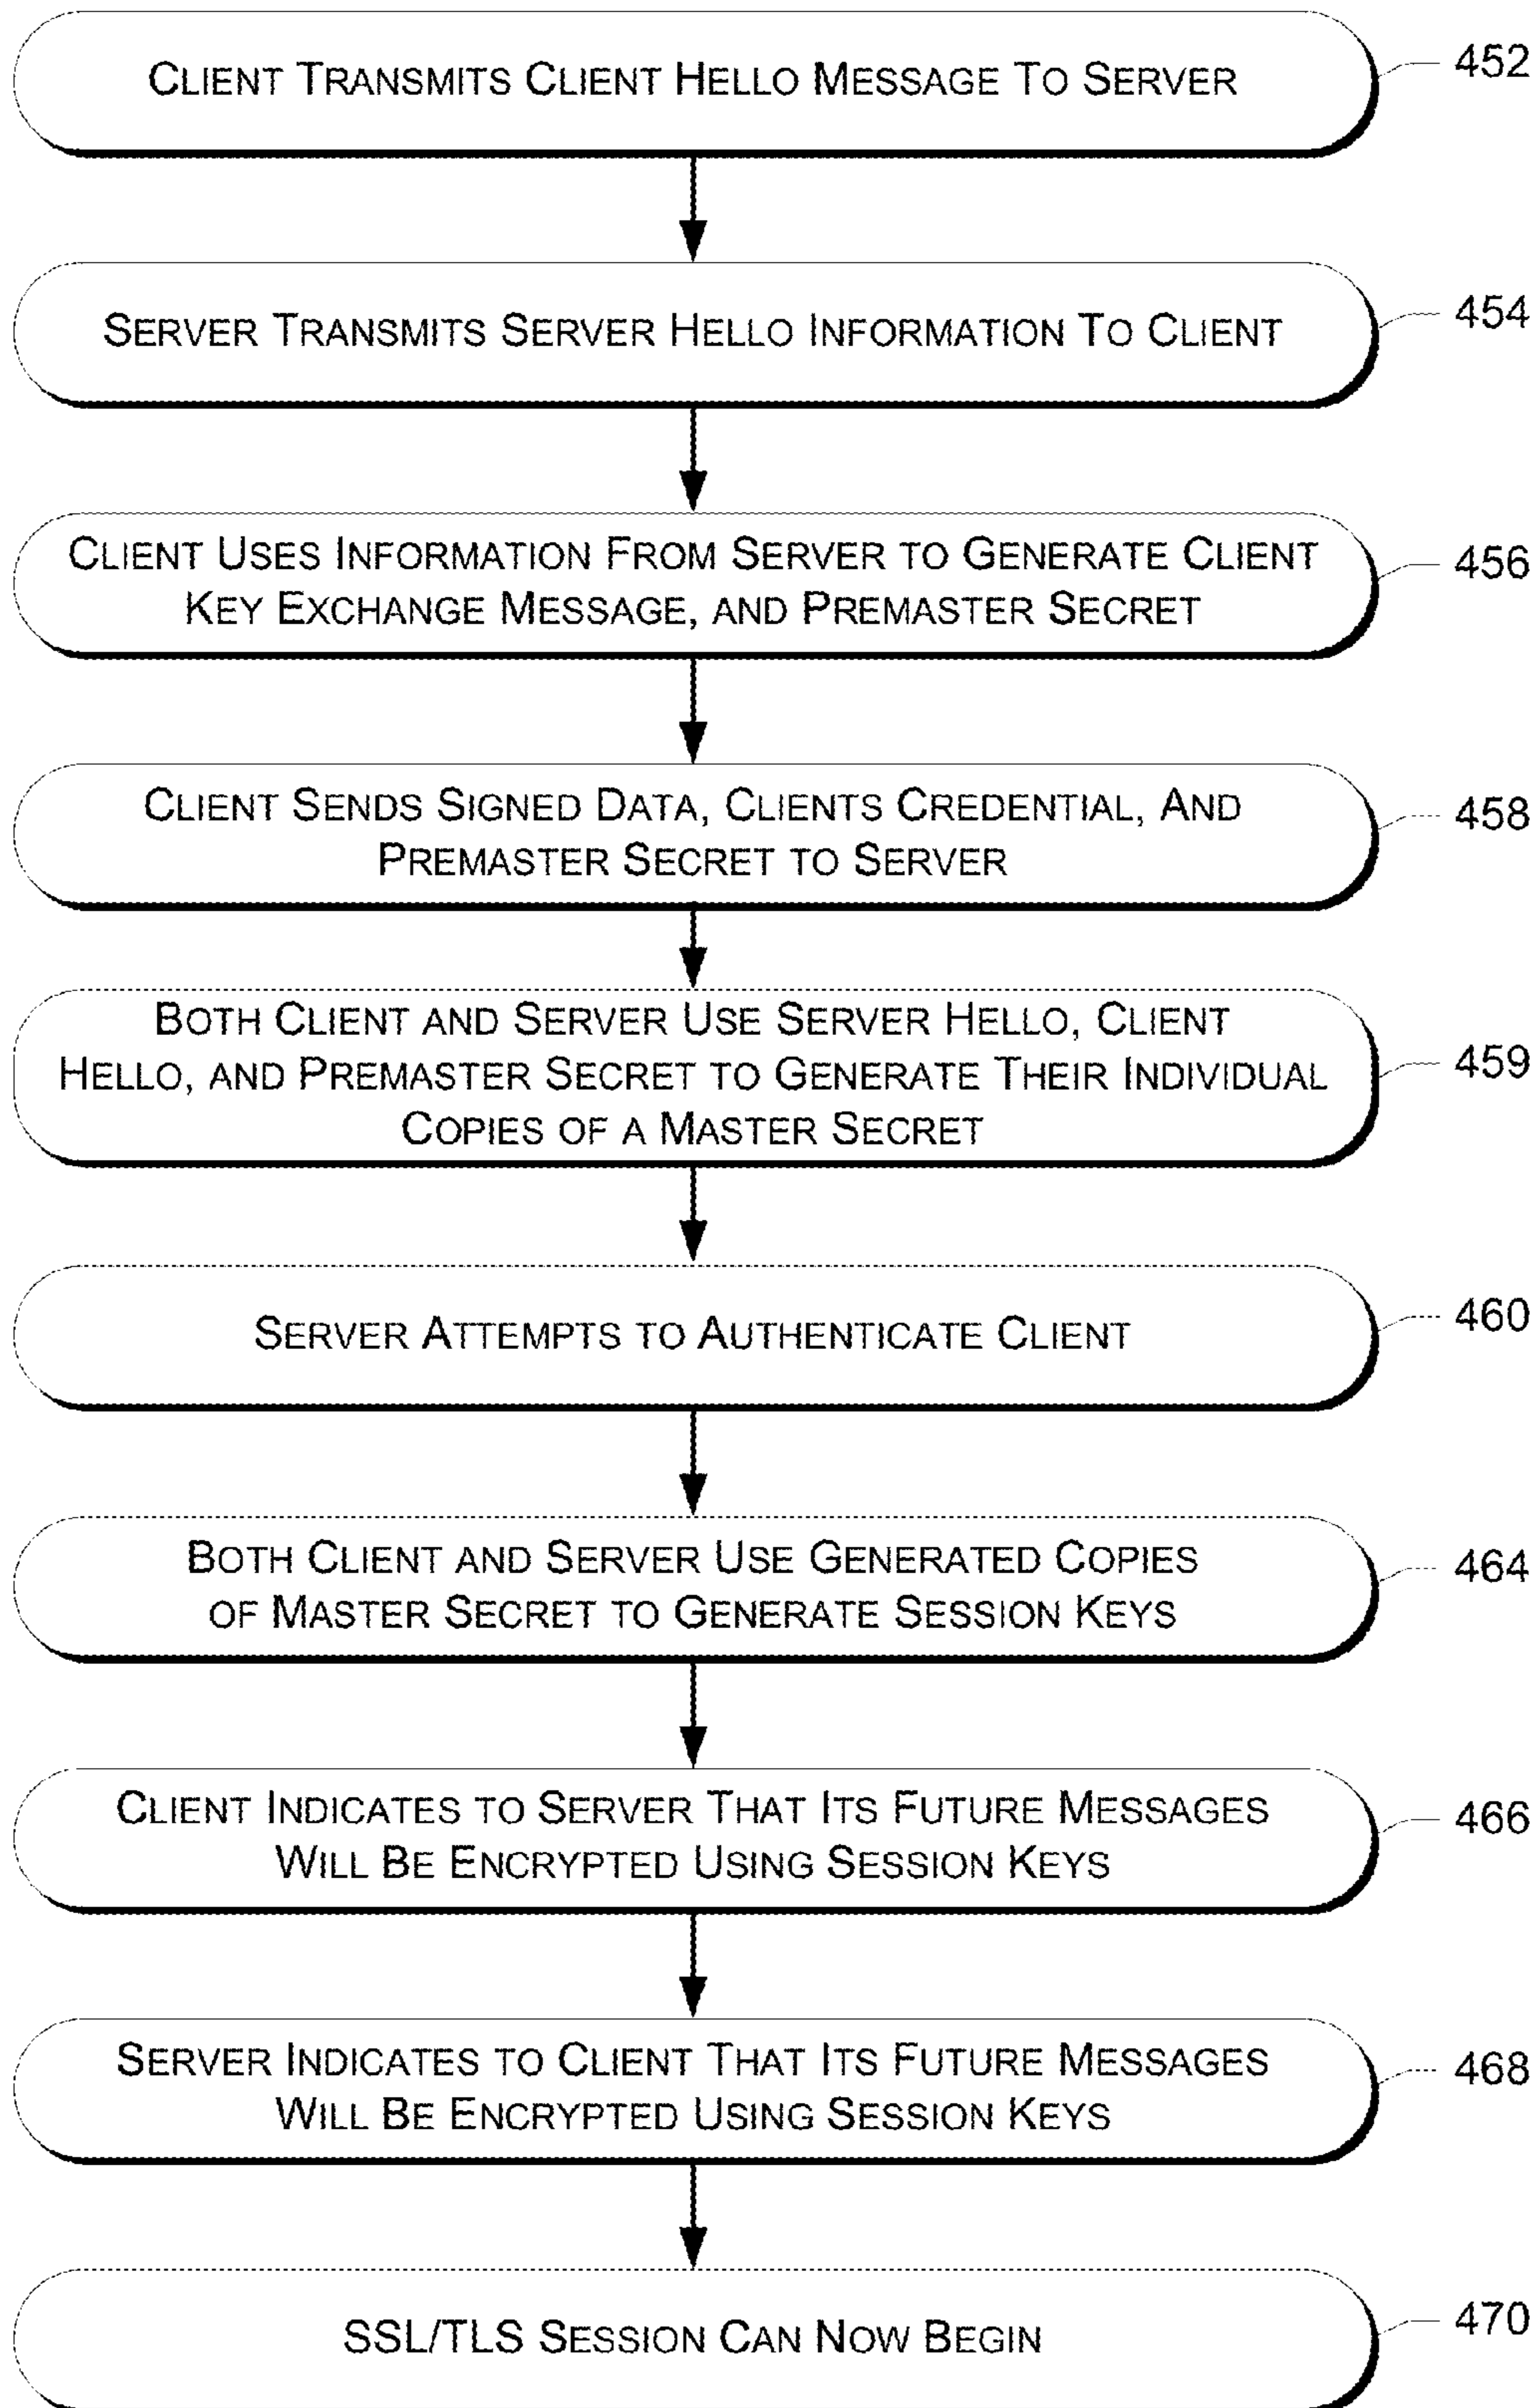 CLIENT TRANSMITS CLIENT HELLO MESSAGE TO SERVER
452
SERVER TRANSMITS SERVER HELLO INFORMATION TO CLIENT
454
CLIENT USES INFORMATION FROM SERVER TO GENERATE CLIENT
KEY EXCHANGE MESSAGE, AND PREMASTER SECRET
456
CLIENT SENDS SIGNED DATA, CLIENTS CREDENTIAL, AND
PREMASTER SECRET TO SERVER
458
BOTH CLIENT AND SERVER USE SERVER HELLO, CLIENT
HELLO, AND PREMASTER SECRET TO GENERATE THEIR INDIVIDUAL
COPIES OF A MASTER SECRET
459
SERVER ATTEMPTS TO AUTHENTICATE CLIENT
460
BOTH CLIENT AND SERVER USE GENERATED COPIES
OF MASTER SECRET TO GENERATE SESSION KEYS
464
CLIENT INDICATES TO SERVER THAT ITS FUTURE MESSAGES
WILL BE ENCRYPTED USING SESSION KEYS
466
SERVER INDICATES TO CLIENT THAT ITS FUTURE MESSAGES
WILL BE ENCRYPTED USING SESSION KEYS
468
SSL/TLS SESSION CAN NOW BEGIN
470